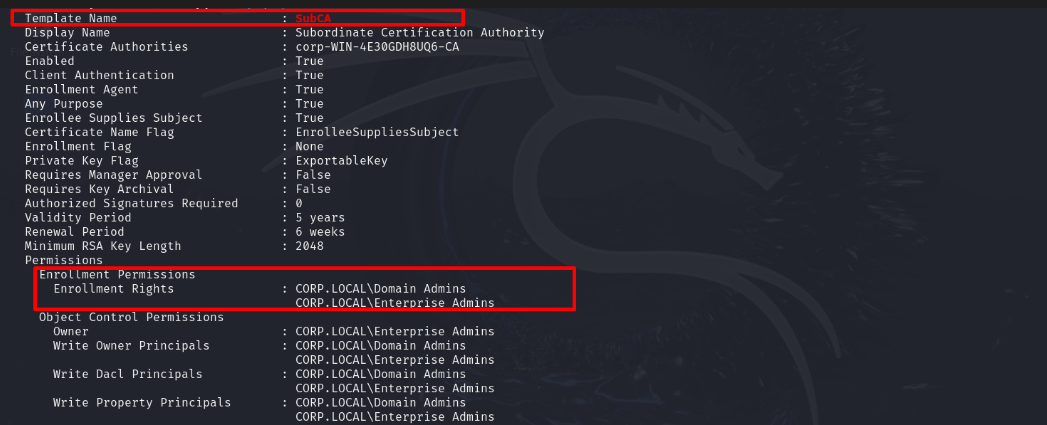 Template Name : SubCA
Display Name : Subordinate Certification Authority
Certificate Authorities : corp-WIN-4E30GDH8UQ6-CA
Enabled : True
Client Authentication : True
Enrollment Agent : True
Any Purpose : True
Enrollee Supplies Subject : True
Certificate Name Flag : EnrolleeSuppliesSubject
Enrollment Flag : None
Private Key Flag : ExportableKey
Requires Manager Approval : False
Requires Key Archival : False
Authorized Signatures Required : 0
Validity Period : 5 years
Renewal Period : 6 weeks
Minimum RSA Key Length : 2048
Permissions
Enrollment Permissions
Enrollment Rights : CORP.LOCAL\Domain Admins
CORP.LOCAL\Enterprise Admins
Object Control Permissions
Owner : CORP.LOCAL\Enterprise Admins
Write Owner Principals : CORP.LOCAL\Domain Admins
CORP.LOCAL\Enterprise Admins
Write Dacl Principals : CORP.LOCAL\Domain Admins
CORP.LOCAL\Enterprise Admins
Write Property Principals : CORP.LOCAL\Domain Admins
CORP.LOCAL\Enterprise Admins